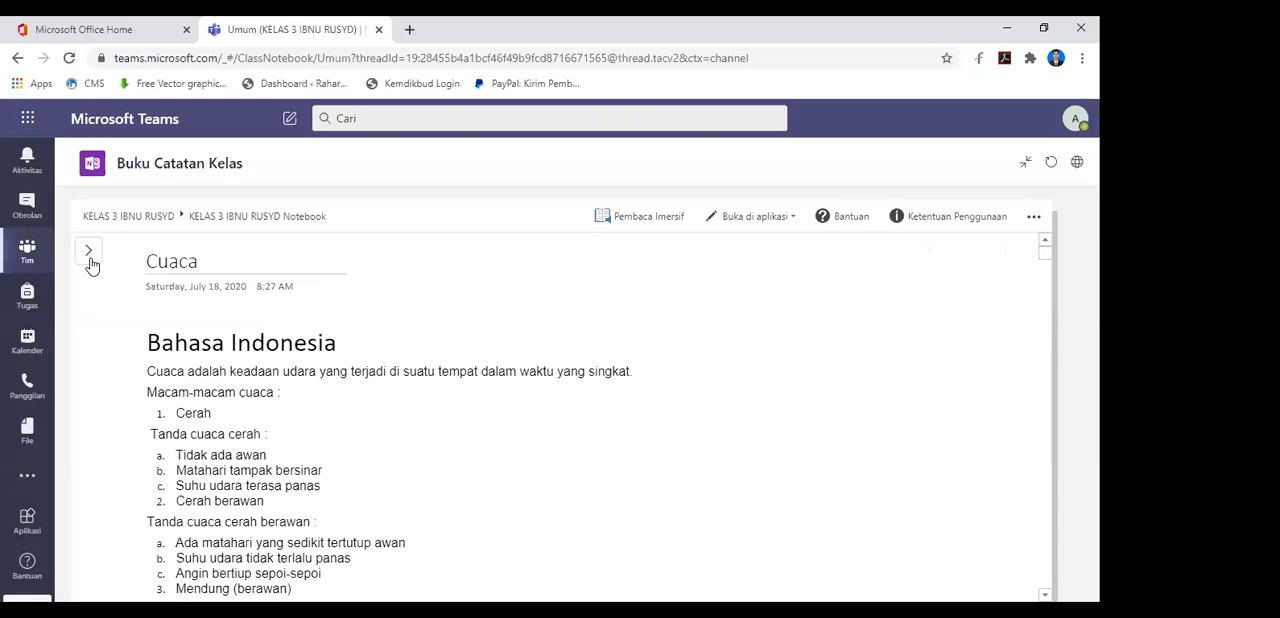 Microsoft Office Home
Umum (KELAS 3 IBNU RUSYD) |
teams.microsoft.com/_#/ClassNotebook/Umum?threadId=19:28455b4a1bcf46f49b9fcd8716671565@thread.tacv2&ctx=channel
Apps CMS Free Vector graphic... Dashboard ‹ Rahar... Kemdikbud Login PayPal: Kirim Pemb...
Microsoft Teams Cari A
Aktivitas
Obrolan
Tim
Tugas
Kalender
Panggilan
File
Aplikasi
Bantuan
Buku Catatan Kelas
KELAS 3 IBNU RUSYD KELAS 3 IBNU RUSYD Notebook Pembaca Imersif Buka di aplikasi Bantuan Ketentuan Penggunaan
Cuaca
Saturday, July 18, 2020 8:27 AM
Bahasa Indonesia
Cuaca adalah keadaan udara yang terjadi di suatu tempat dalam waktu yang singkat.
Macam-macam cuaca :
1. Cerah
Tanda cuaca cerah :
a. Tidak ada awan
b. Matahari tampak bersinar
c. Suhu udara terasa panas
2. Cerah berawan
Tanda cuaca cerah berawan :
a. Ada matahari yang sedikit tertutup awan
b. Suhu udara tidak terlalu panas
c. Angin bertiup sepoi-sepoi
3. Mendung (berawan)